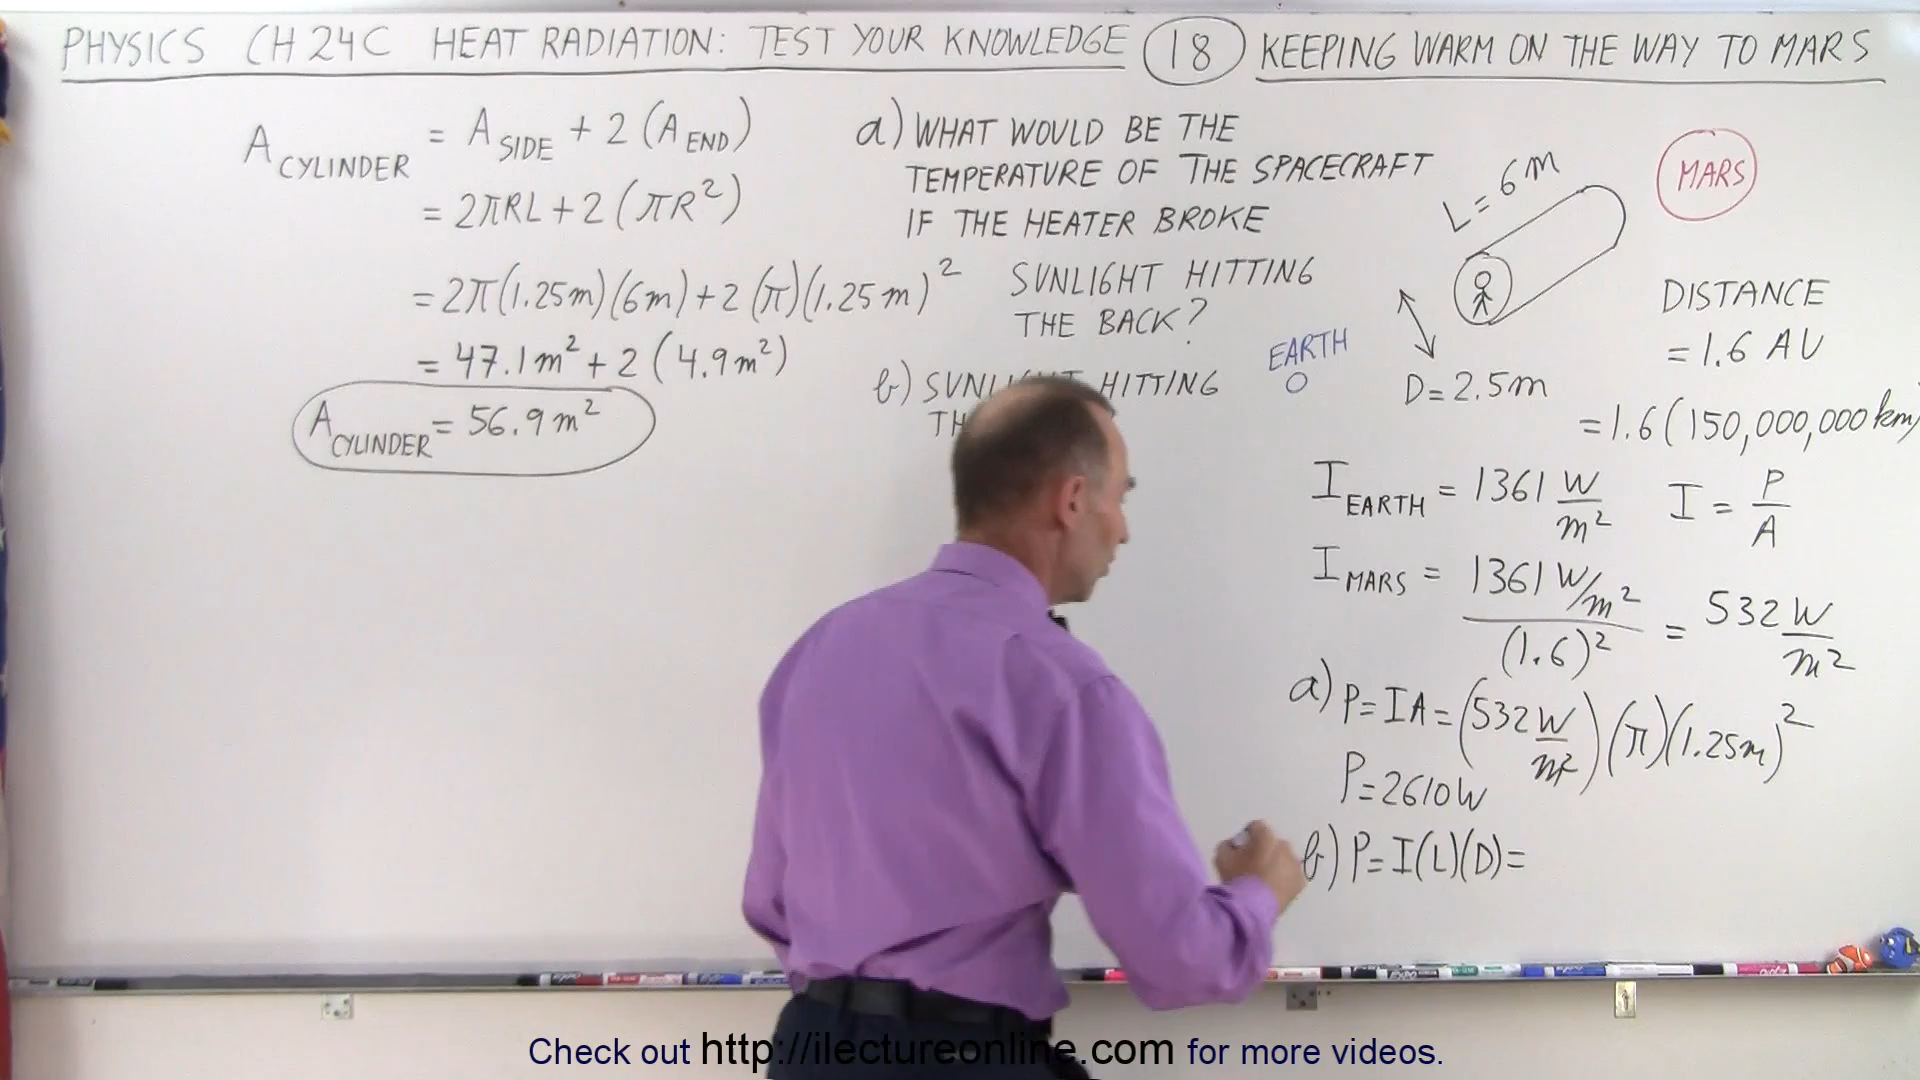 PHYSICS CH 24C HEAT RADIATION: TEST YOUR KNOWLEDGE 18 KEEPING WARM ON THE WAY TO MARS
A CYLINDER = A SIDE + 2 (A END)
= 2πRL + 2 (πR²)
= 2π(1.25m)(6m) + 2 (π)(1.25m)²
= 47.1m² + 2 (4.9m²)
A CYLINDER = 56.9m²
a) WHAT WOULD BE THE
TEMPERATURE OF THE SPACECRAFT
IF THE HEATER BROKE
SUNLIGHT HITTING
THE BACK?
b) HITTING
L = 6m
MARS
EARTH
D = 2.5m
DISTANCE
= 1.6 AU
= 1.6 (150,000,000 km)
I EARTH = 1361 W/m² I = P/A
I MARS = 1361 W/m² / (1.6)² = 532 W/m²
a) P = IA = (532 W/m²)(π)(1.25m)²
P = 2610W
b) P = I(L)(D) =
Check out http://ilectureonline.com for more videos.